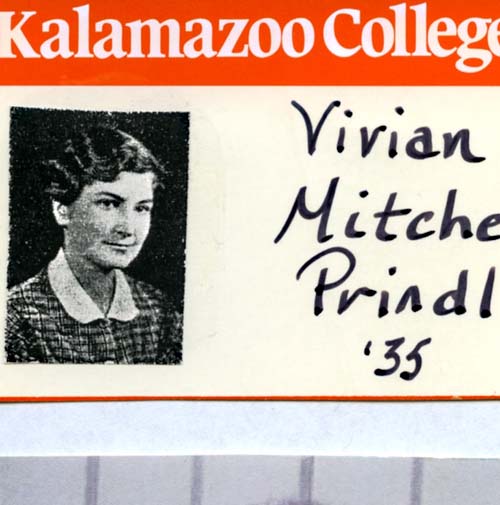 Kalamazoo College
Vivian
Mitche
Prindl
'35